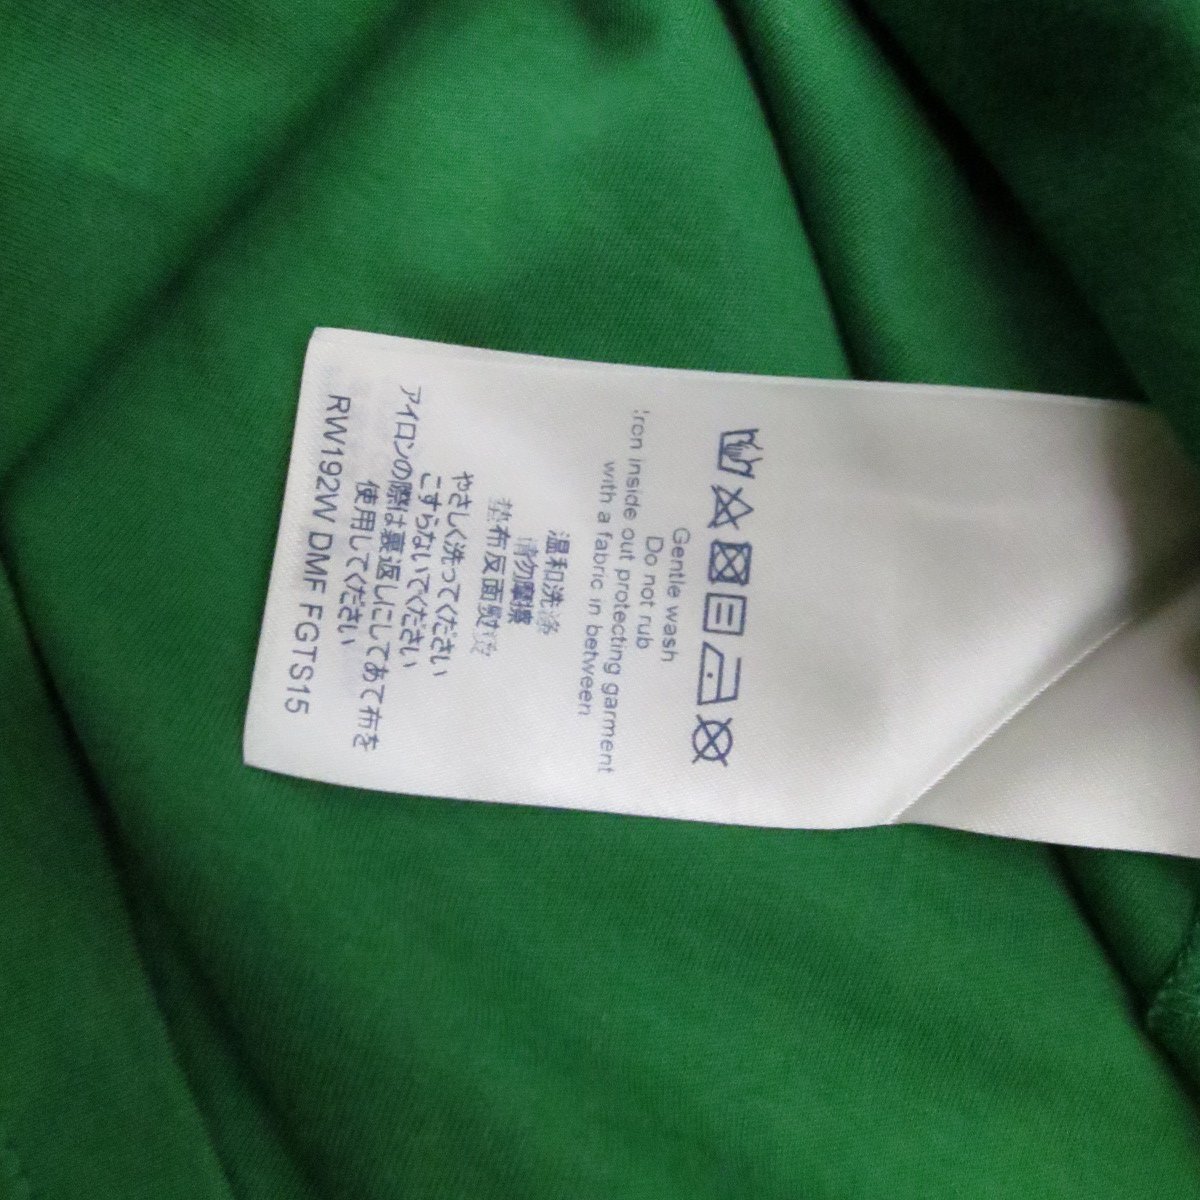 Gentle wash
Do not rub
Iron inside out protecting garment
with a fabric in between
温和洗涤
请勿摩擦
垫布反面熨烫
やさしく洗ってください
こすらないでください
アイロンの際は裏返しにしてあて布を
使用してください
RW192W DMF FGTS15